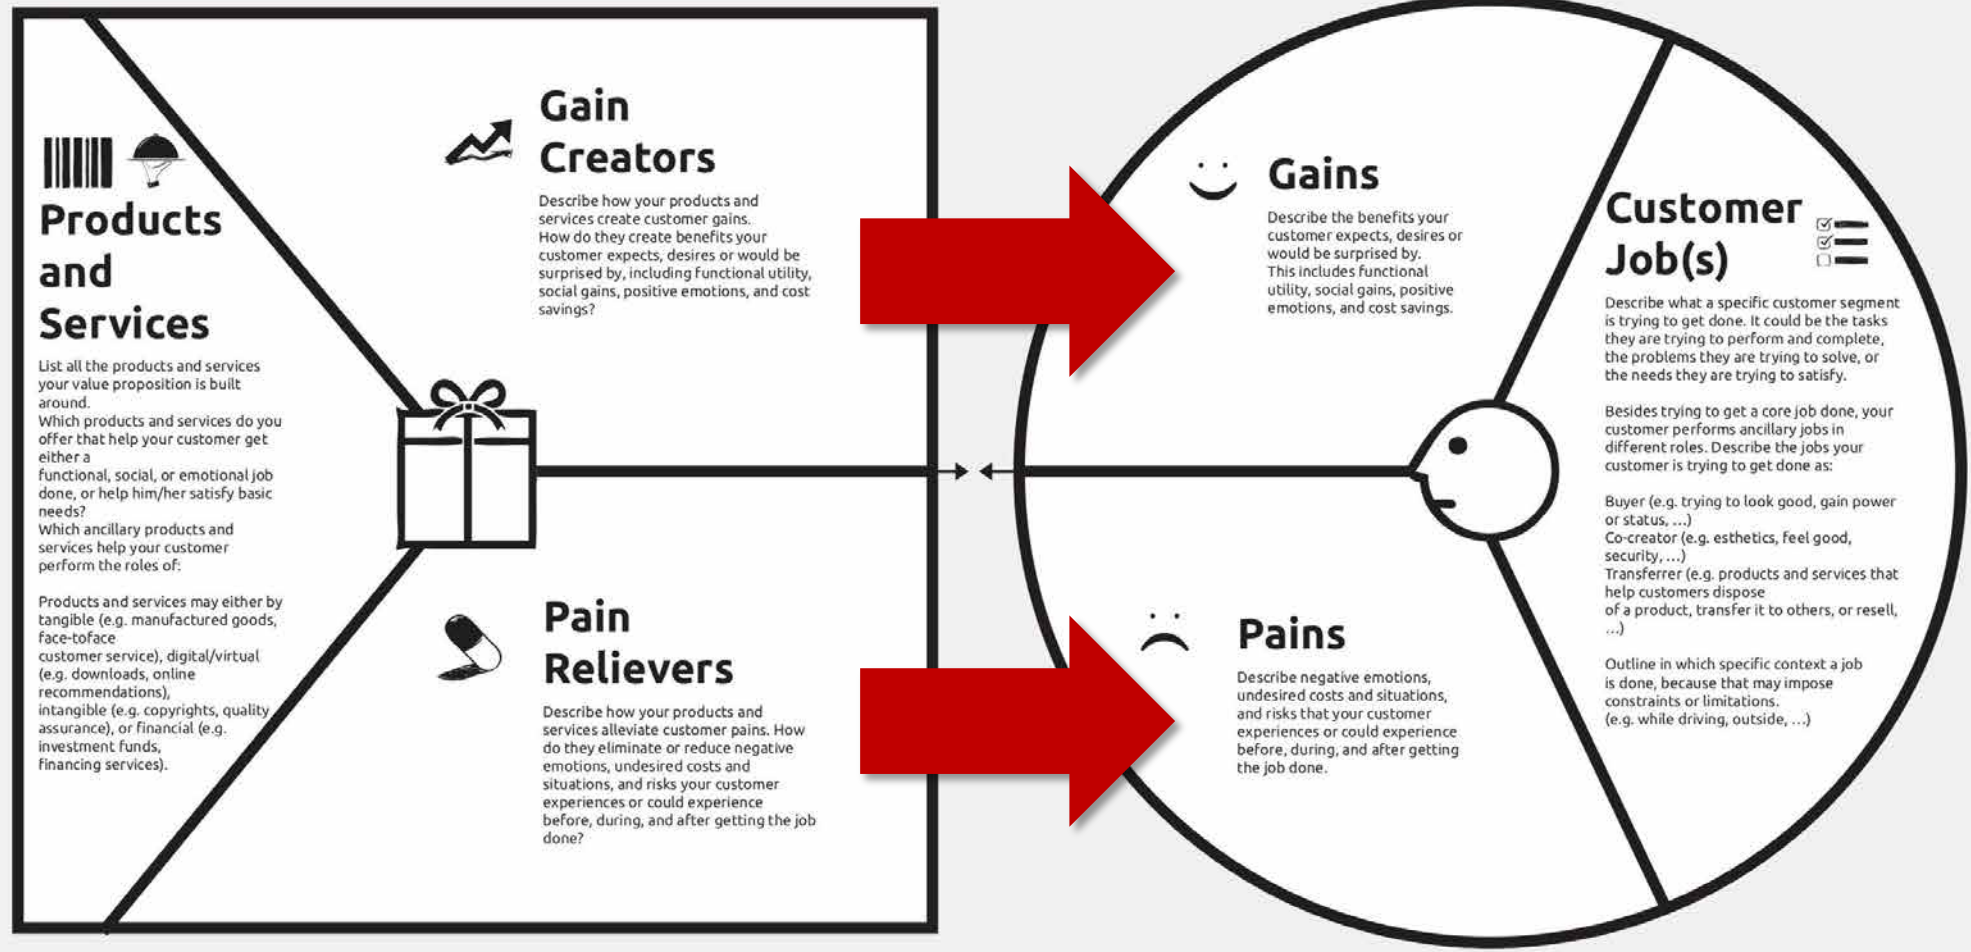 Products
and
Services
List all the products and services
your value proposition is built
around.
Which products and services do you
offer that help your customer get
either a
functional, social, or emotional job
done, or help him/her satisfy basic
needs?
Which ancillary products and
services help your customer
perform the roles of:
Products and services may either by
tangible (e.g. manufactured goods,
face-toface
customer service), digital/virtual
(e.g. downloads, online
recommendations),
intangible (e.g. copyrights, quality
assurance), or financial (e.g.
investment funds,
financing services).
Gain
Creators
Describe how your products and
services create customer gains.
How do they create benefits your
customer expects, desires or would be
surprised by, including functional utility,
social gains, positive emotions, and cost
savings?
Pain
Relievers
Describe how your products and
services alleviate customer pains. How
do they eliminate or reduce negative
emotions, undesired costs and
situations, and risks your customer
experiences or could experience
before, during, and after getting the job
done?
Gains
Describe the benefits your
customer expects, desires or
would be surprised by.
This includes functional
utility, social gains, positive
emotions, and cost savings.
Pains
Describe negative emotions,
undesired costs and situations,
and risks that your customer
experiences or could experience
before, during, and after getting
the job done.
Customer
Job(s)
Describe what a specific customer segment
is trying to get done. It could be the tasks
they are trying to perform and complete,
the problems they are trying to solve, or
the needs they are trying to satisfy.
Besides trying to get a core job done, your
customer performs ancillary jobs in
different roles. Describe the jobs your
customer is trying to get done as:
Buyer (e.g. trying to look good, gain power
or status, ...)
Co-creator (e.g. esthetics, feel good,
security, ...)
Transferrer (e.g. products and services that
help customers dispose
of a product, transfer it to others, or resell,
...)
Outline in which specific context a job
is done, because that may impose
constraints or limitations.
(e.g. while driving, outside, ...)